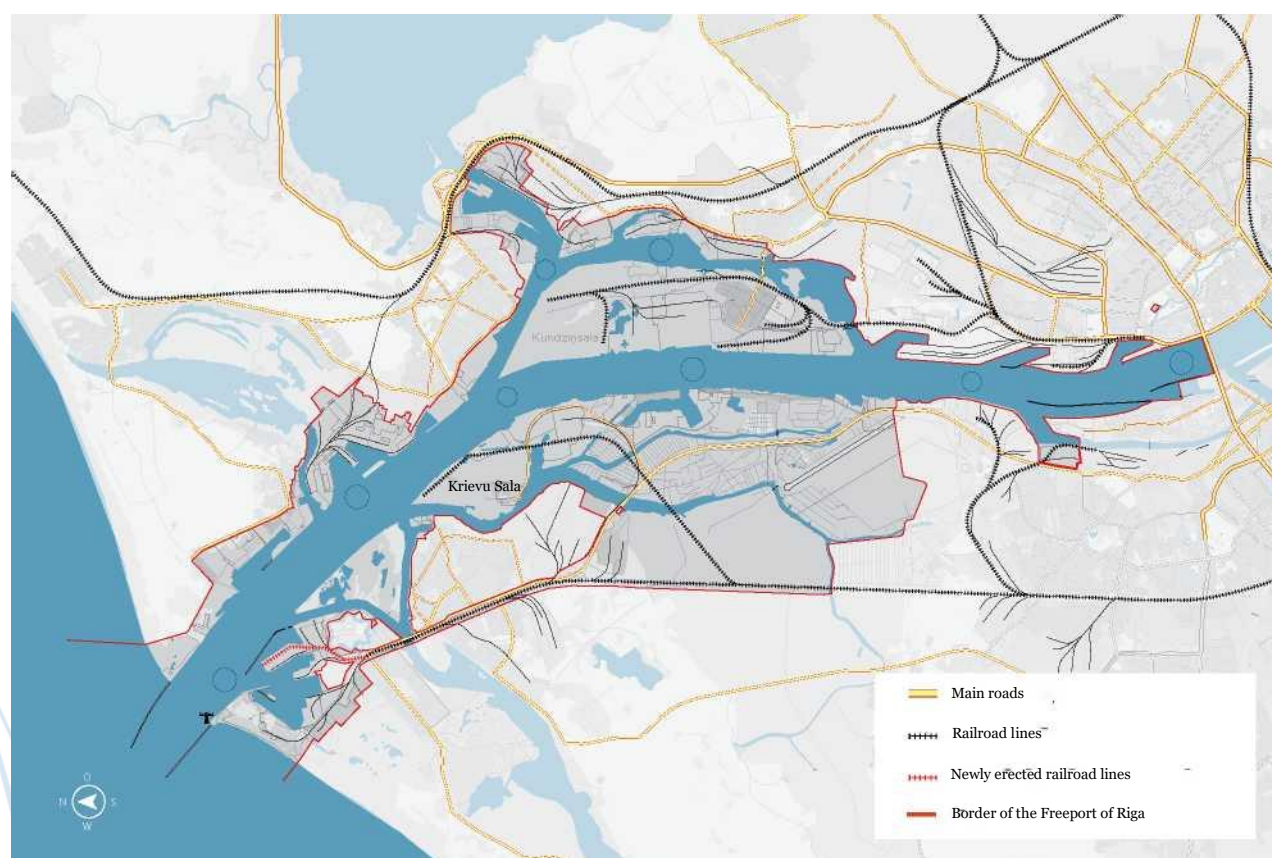 Kundziņsala
Krievu Sala
Main roads
Railroad lines
Newly erected railroad lines
Border of the Freeport of Riga
O
N S
W